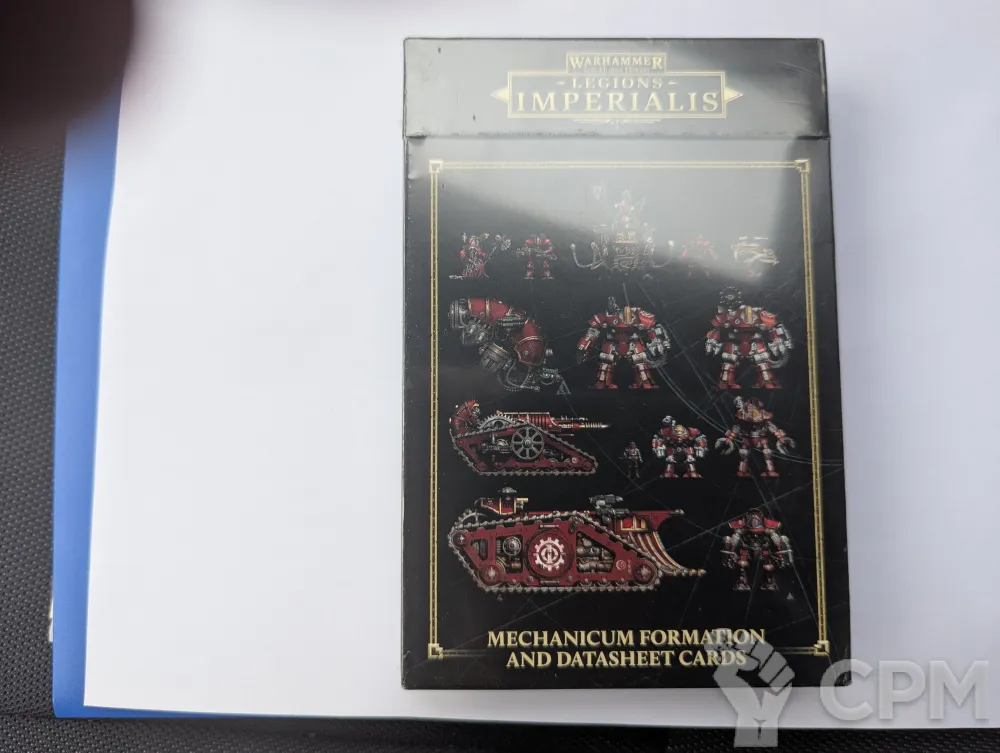 WARHAMMER
LEGIONS
IMPERIALIS
MECHANICUM FORMATION
AND DATASHEET CARDS
CPM